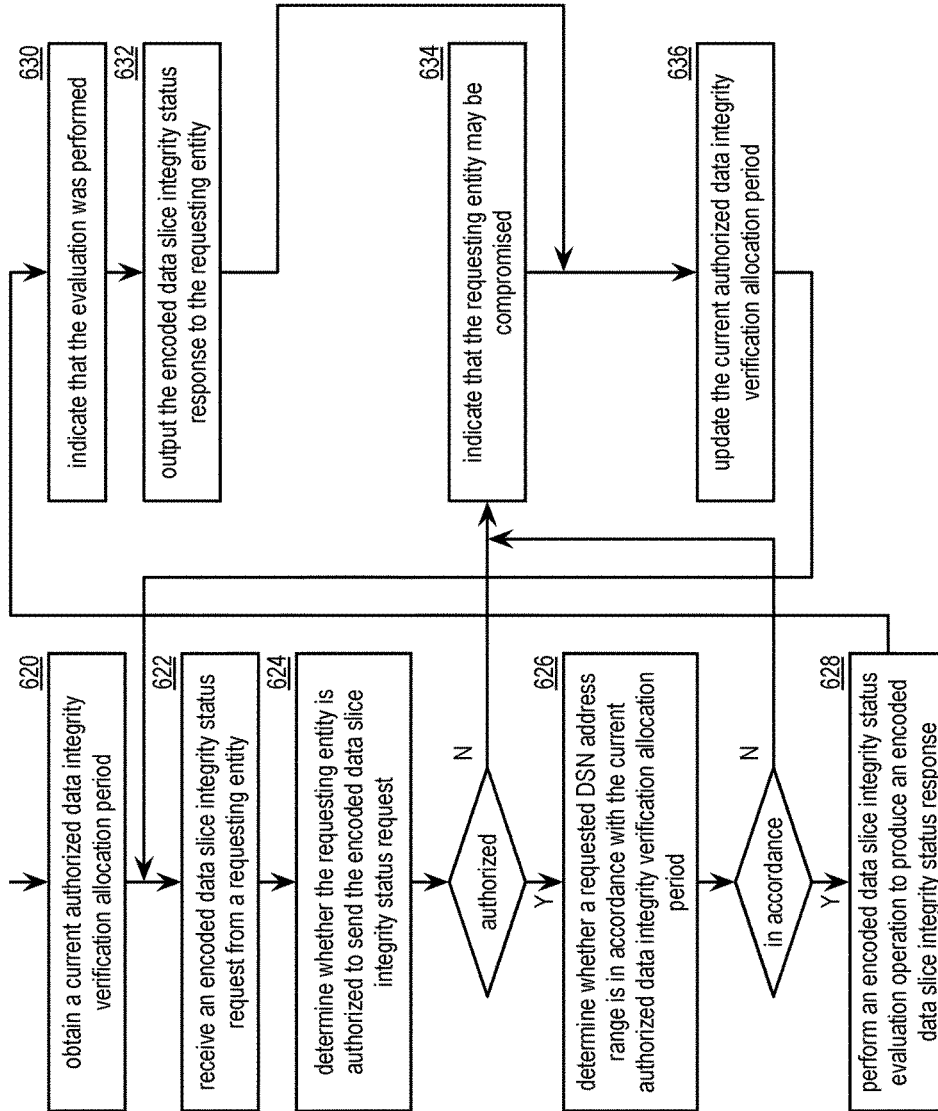 620
obtain a current authorized data integrity
verification allocation period
622
receive an encoded data slice integrity status
request from a requesting entity
624
determine whether the requesting entity is
authorized to send the encoded data slice
integrity status request
authorized
N
Y
626
determine whether a requested DSN address
range is in accordance with the current
authorized data integrity verification allocation
period
in accordance
N
Y
628
perform an encoded data slice integrity status
evaluation operation to produce an encoded
data slice integrity status response
630
indicate that the evaluation was performed
632
output the encoded data slice integrity status
response to the requesting entity
634
indicate that the requesting entity may be
compromised
636
update the current authorized data integrity
verification allocation period